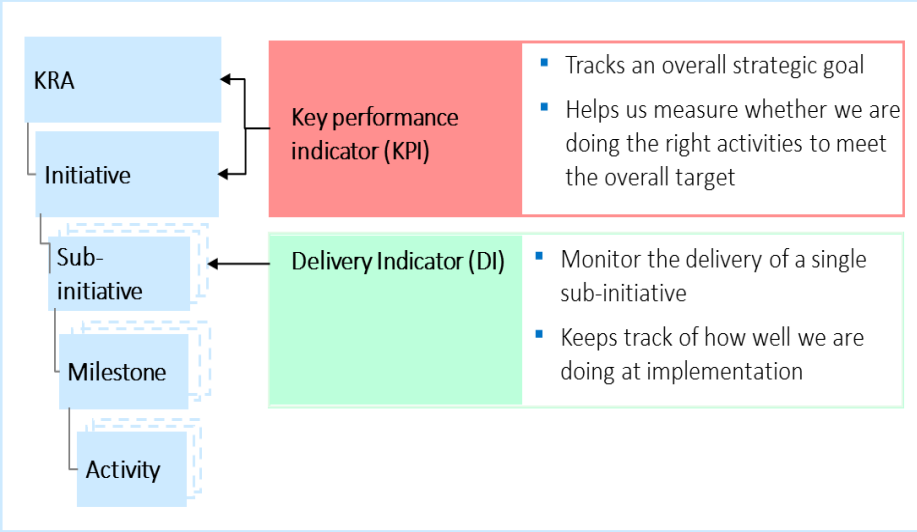 KRA
Initiative
Sub-
initiative
Milestone
Activity
Key performance
indicator (KPI)
▪ Tracks an overall strategic goal
▪ Helps us measure whether we are
doing the right activities to meet
the overall target
Delivery Indicator (DI)
▪ Monitor the delivery of a single
sub-initiative
▪ Keeps track of how well we are
doing at implementation